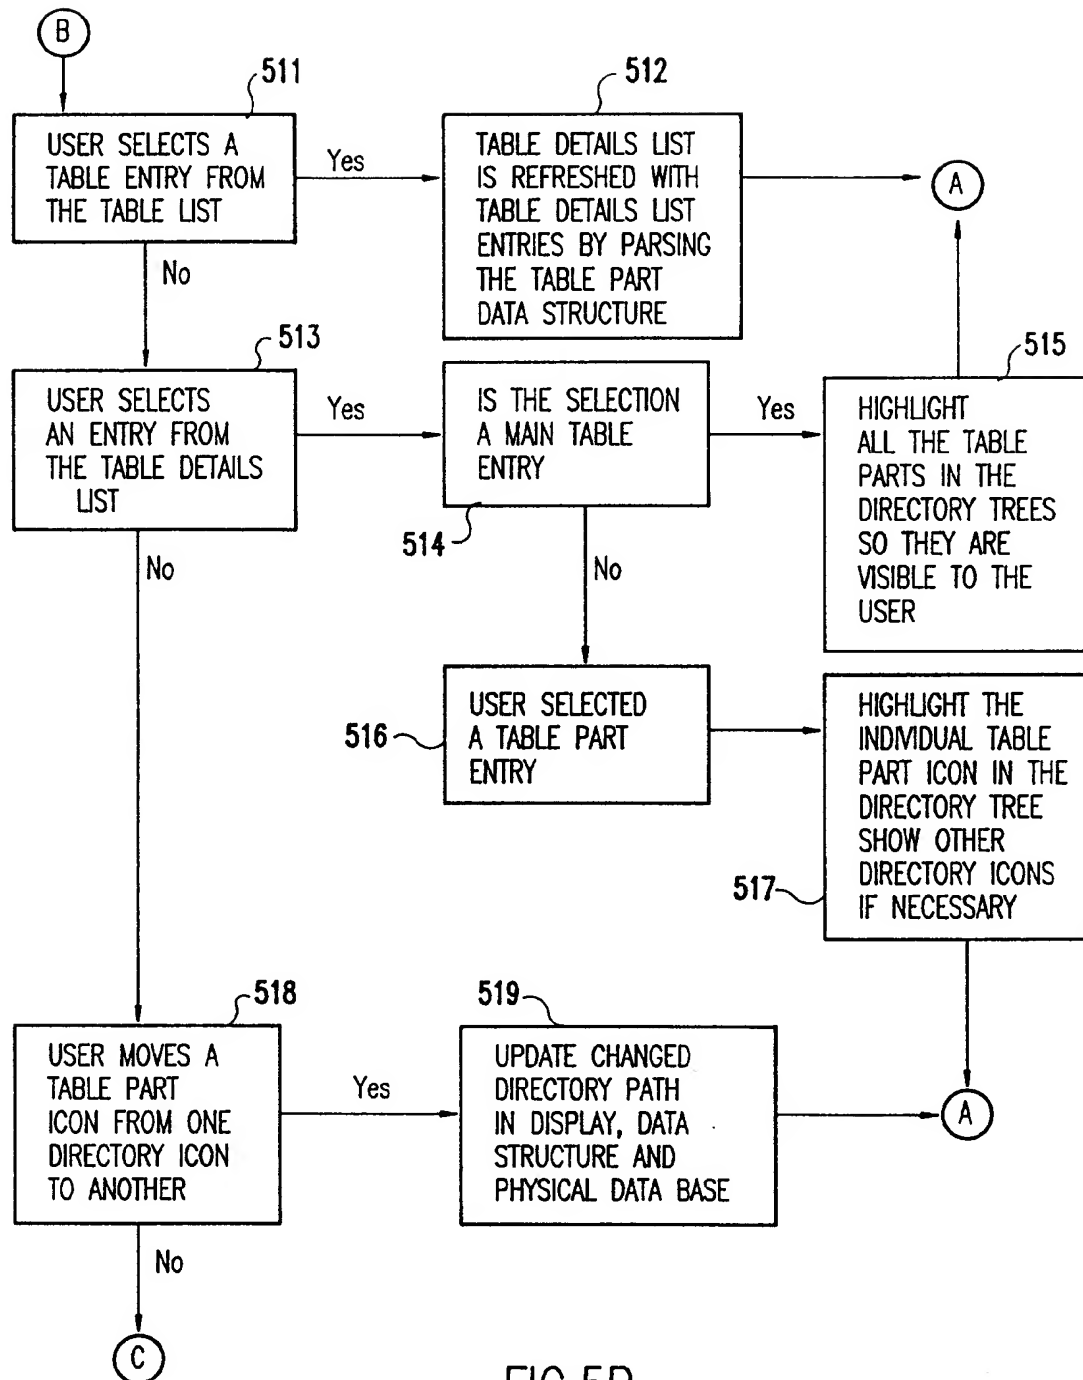 B
511
USER SELECTS A
TABLE ENTRY FROM
THE TABLE LIST
Yes
No
512
TABLE DETAILS LIST
IS REFRESHED WITH
TABLE DETAILS LIST
ENTRIES BY PARSING
THE TABLE PART
DATA STRUCTURE
A
513
USER SELECTS
AN ENTRY FROM
THE TABLE DETAILS
LIST
Yes
No
IS THE SELECTION
A MAIN TABLE
ENTRY
514
Yes
No
515
HIGHLIGHT
ALL THE TABLE
PARTS IN THE
DIRECTORY TREES
SO THEY ARE
VISIBLE TO THE
USER
516
USER SELECTED
A TABLE PART
ENTRY
HIGHLIGHT THE
INDIVIDUAL TABLE
PART ICON IN THE
DIRECTORY TREE
SHOW OTHER
DIRECTORY ICONS
IF NECESSARY
517
518
USER MOVES A
TABLE PART
ICON FROM ONE
DIRECTORY ICON
TO ANOTHER
Yes
No
519
UPDATE CHANGED
DIRECTORY PATH
IN DISPLAY, DATA
STRUCTURE AND
PHYSICAL DATA BASE
A
C